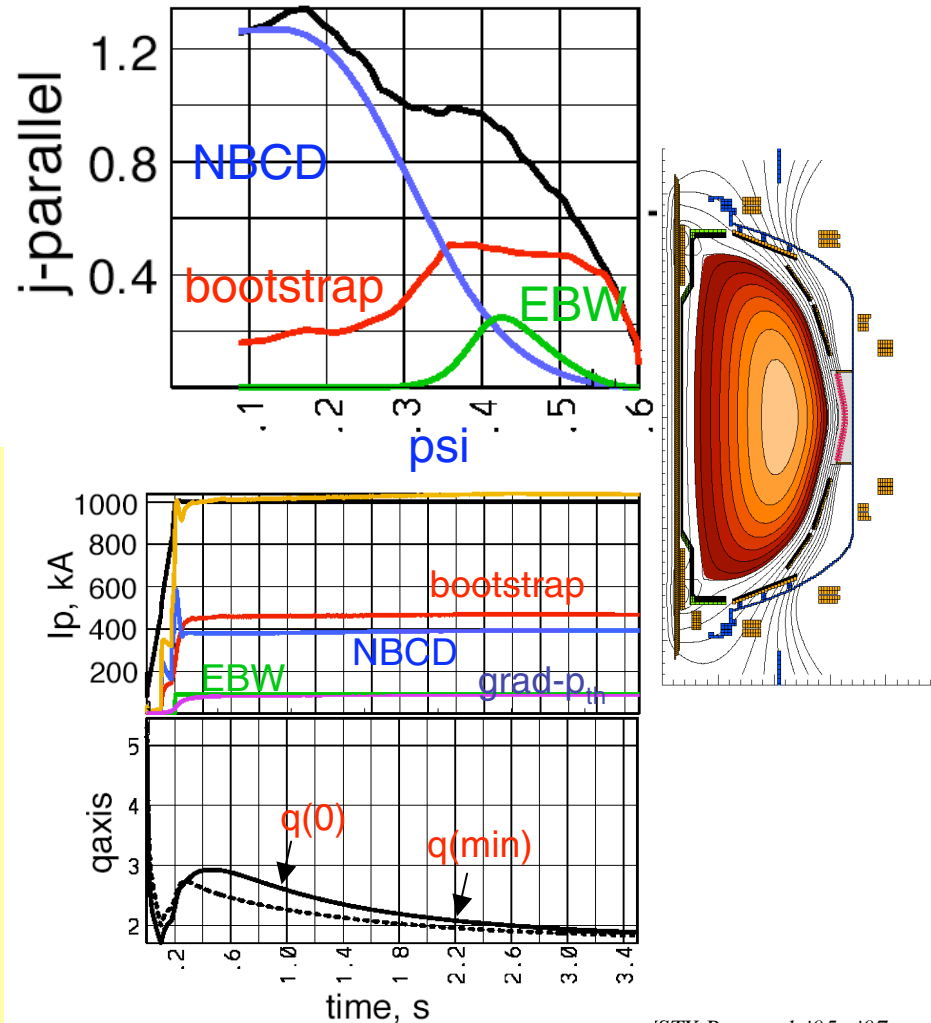 j-parallel
1.2
0.8
0.4
NBCD
bootstrap
EBW
.1
.2
.3
.4
.5
.6
psi
Ip, kA
1000
800
600
400
200
bootstrap
NBCD
EBW
grad-pth
qaxis
5
4
3
2
q(0)
q(min)
.2
.6
1.0
1.4
1.8
2.2
2.6
3.0
3.4
time, s